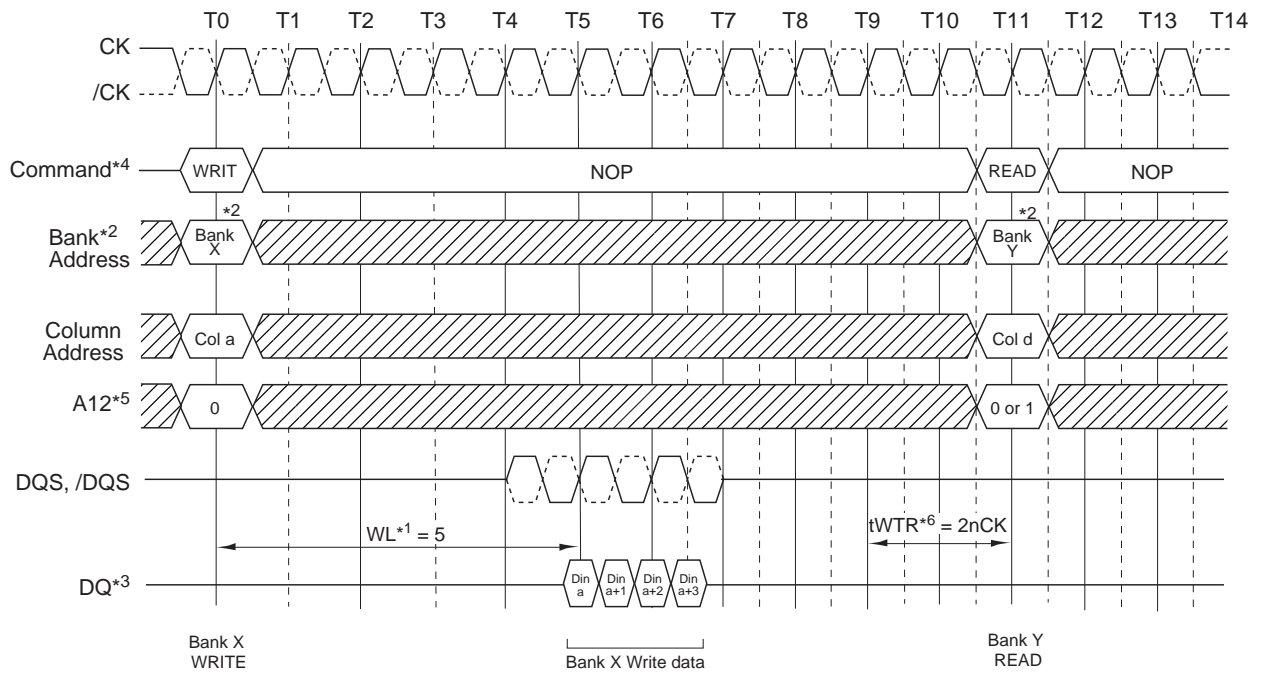 T0 T1 T2 T3 T4 T5 T6 T7 T8 T9 T10 T11 T12 T13 T14
CK
/CK
Command*4 WRIT NOP READ NOP
*2 *2
Bank*2 Address Bank X Bank Y
Column Address Col a Col d
A12*5 0 0 or 1
DQS, /DQS
WL*1 = 5 tWTR*6 = 2nCK
DQ*3 Din a Din a+1 Din a+2 Din a+3
Bank X WRITE
Bank X Write data
Bank Y READ